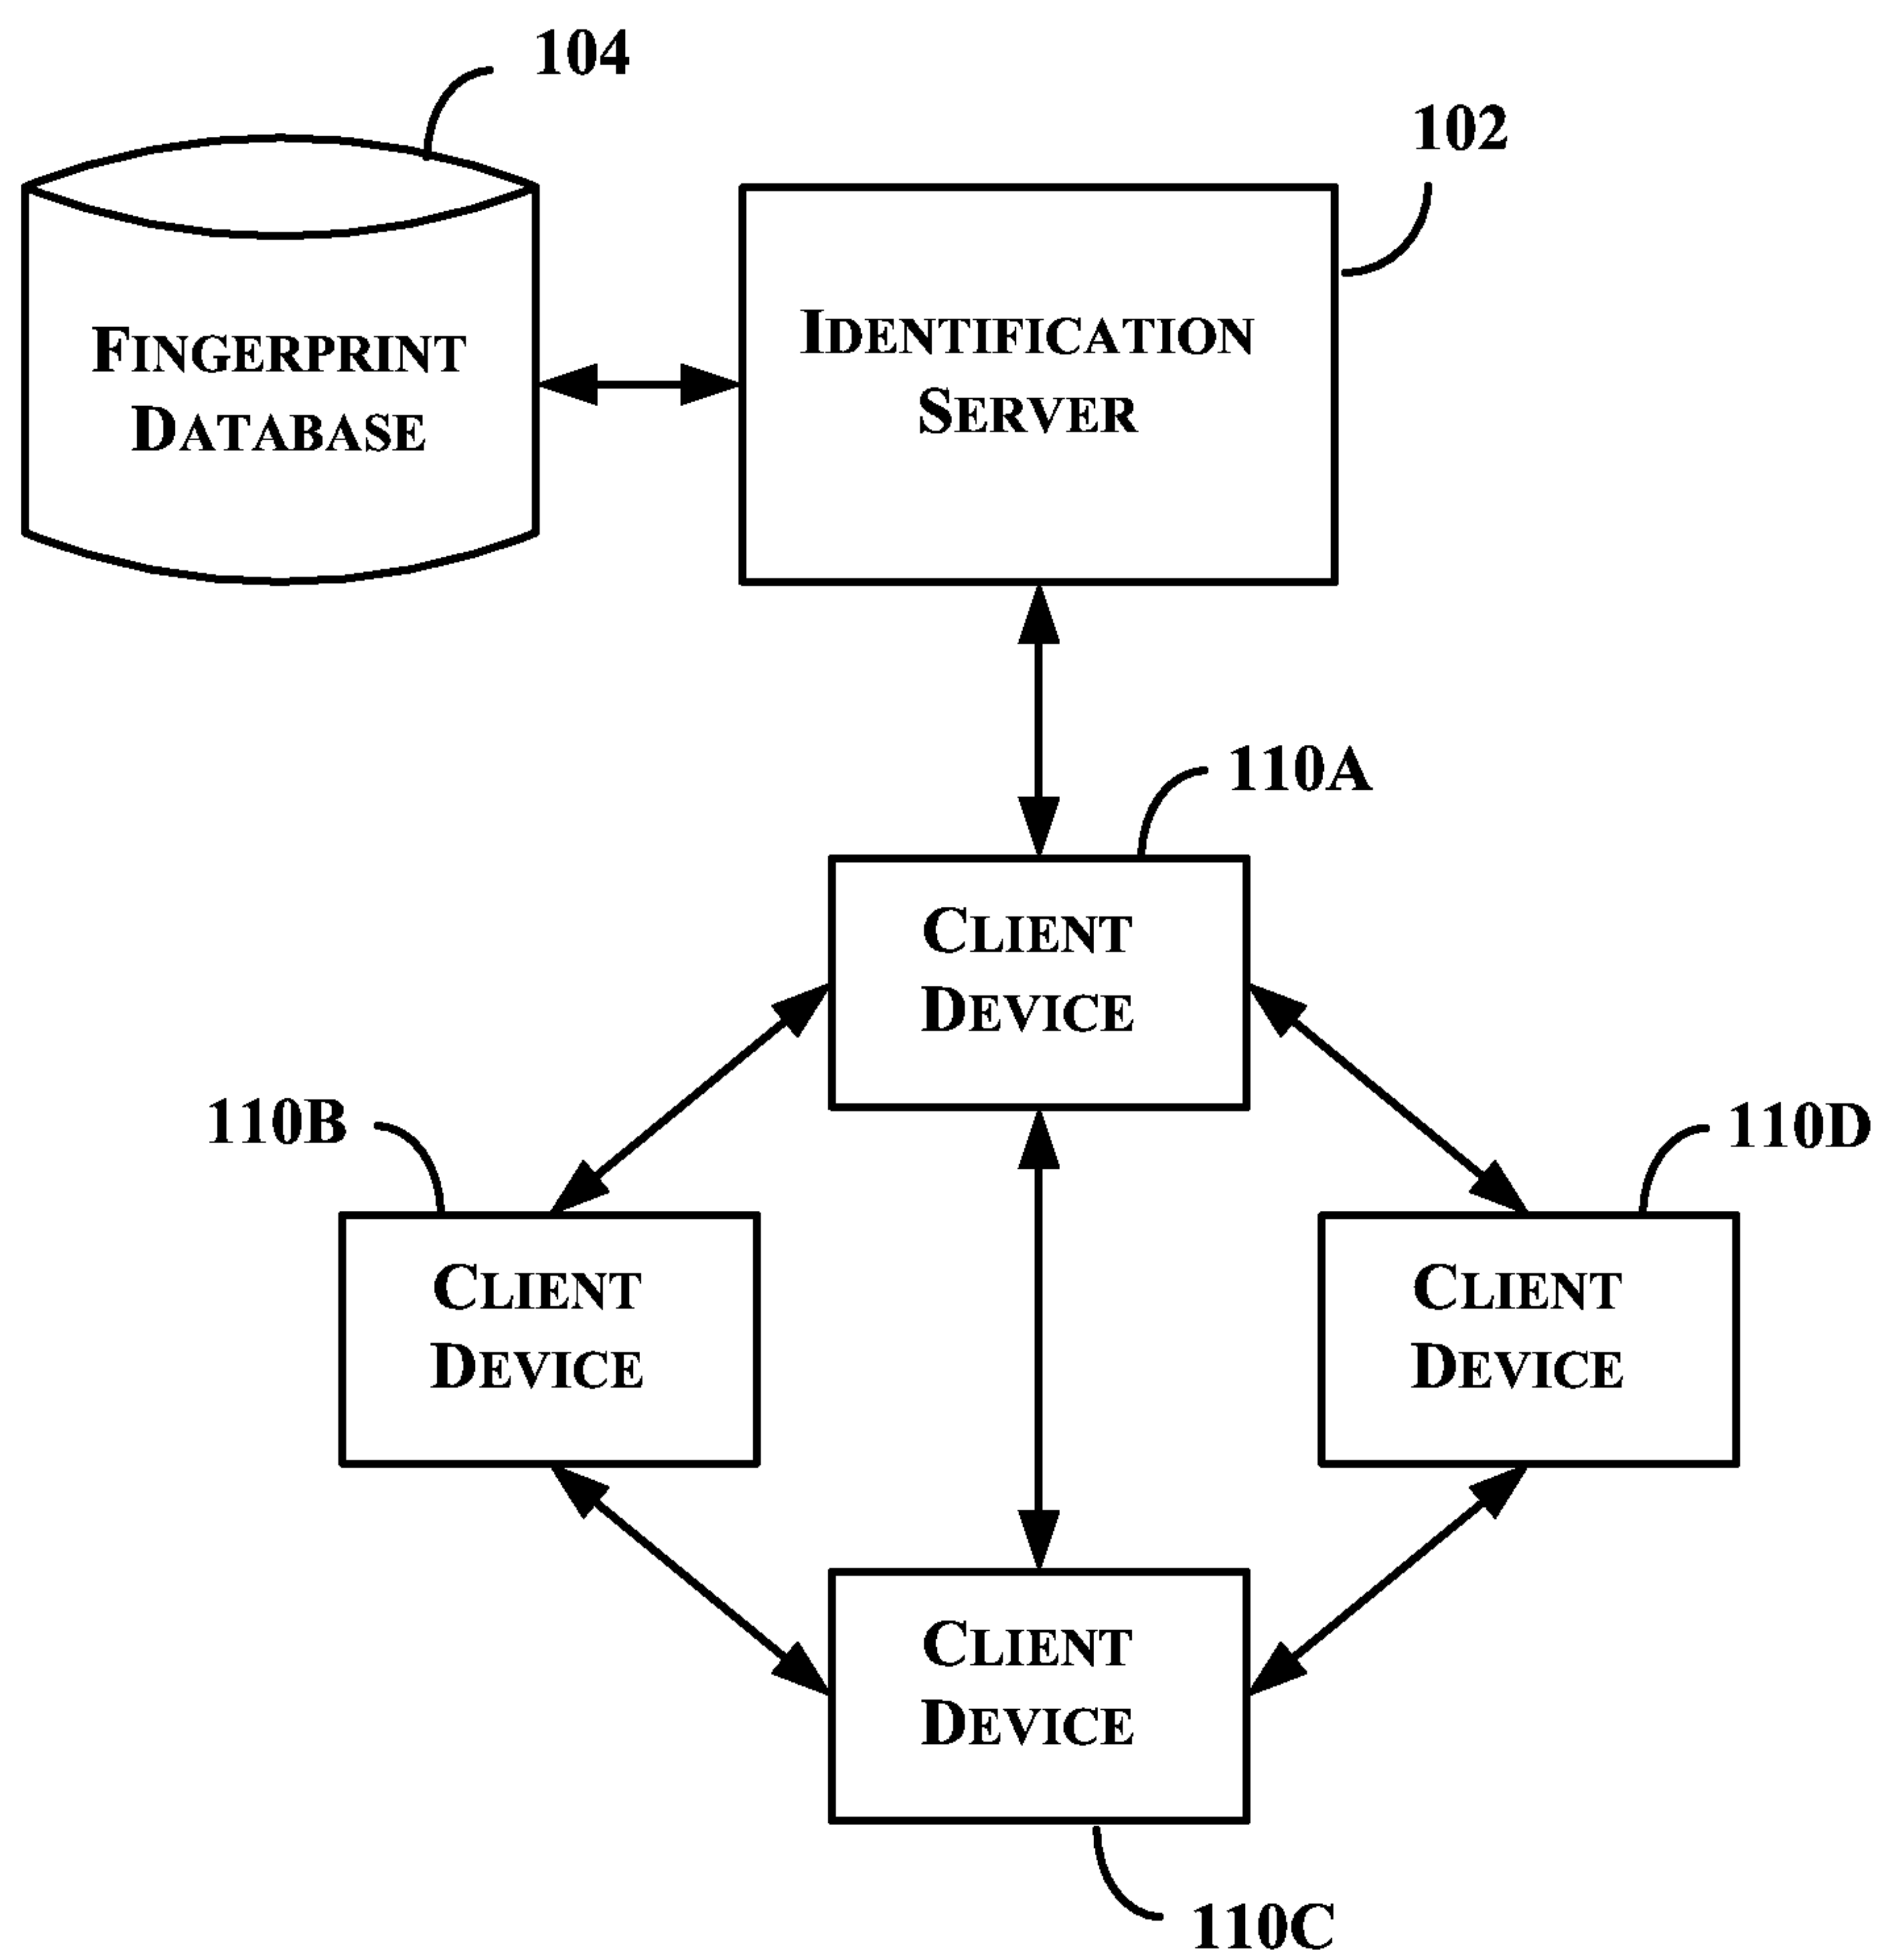 104
102
FINGERPRINT
DATABASE
IDENTIFICATION
SERVER
110A
CLIENT
DEVICE
110B
110D
CLIENT
DEVICE
CLIENT
DEVICE
CLIENT
DEVICE
110C